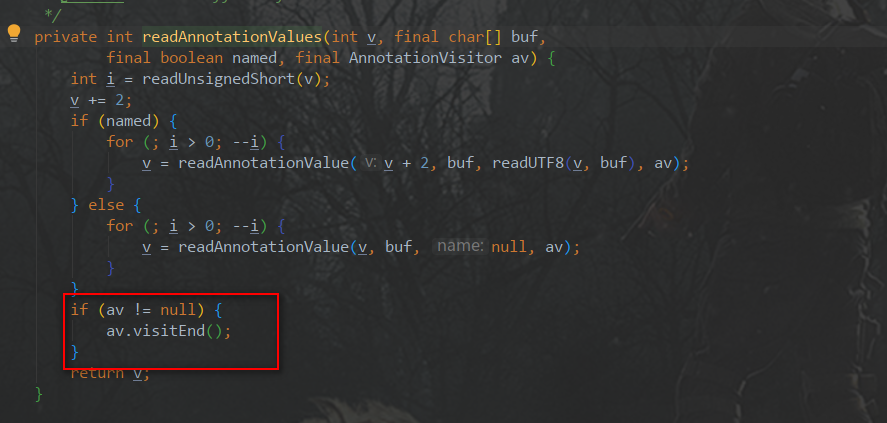 */
private int readAnnotationValues(int v, final char[] buf,
final boolean named, final AnnotationVisitor av) {
int i = readUnsignedShort(v);
v += 2;
if (named) {
for (; i > 0; --i) {
v = readAnnotationValue( v: v + 2, buf, readUTF8(v, buf), av);
}
} else {
for (; i > 0; --i) {
v = readAnnotationValue(v, buf, name: null, av);
}
}
if (av != null) {
av.visitEnd();
}
return v;
}